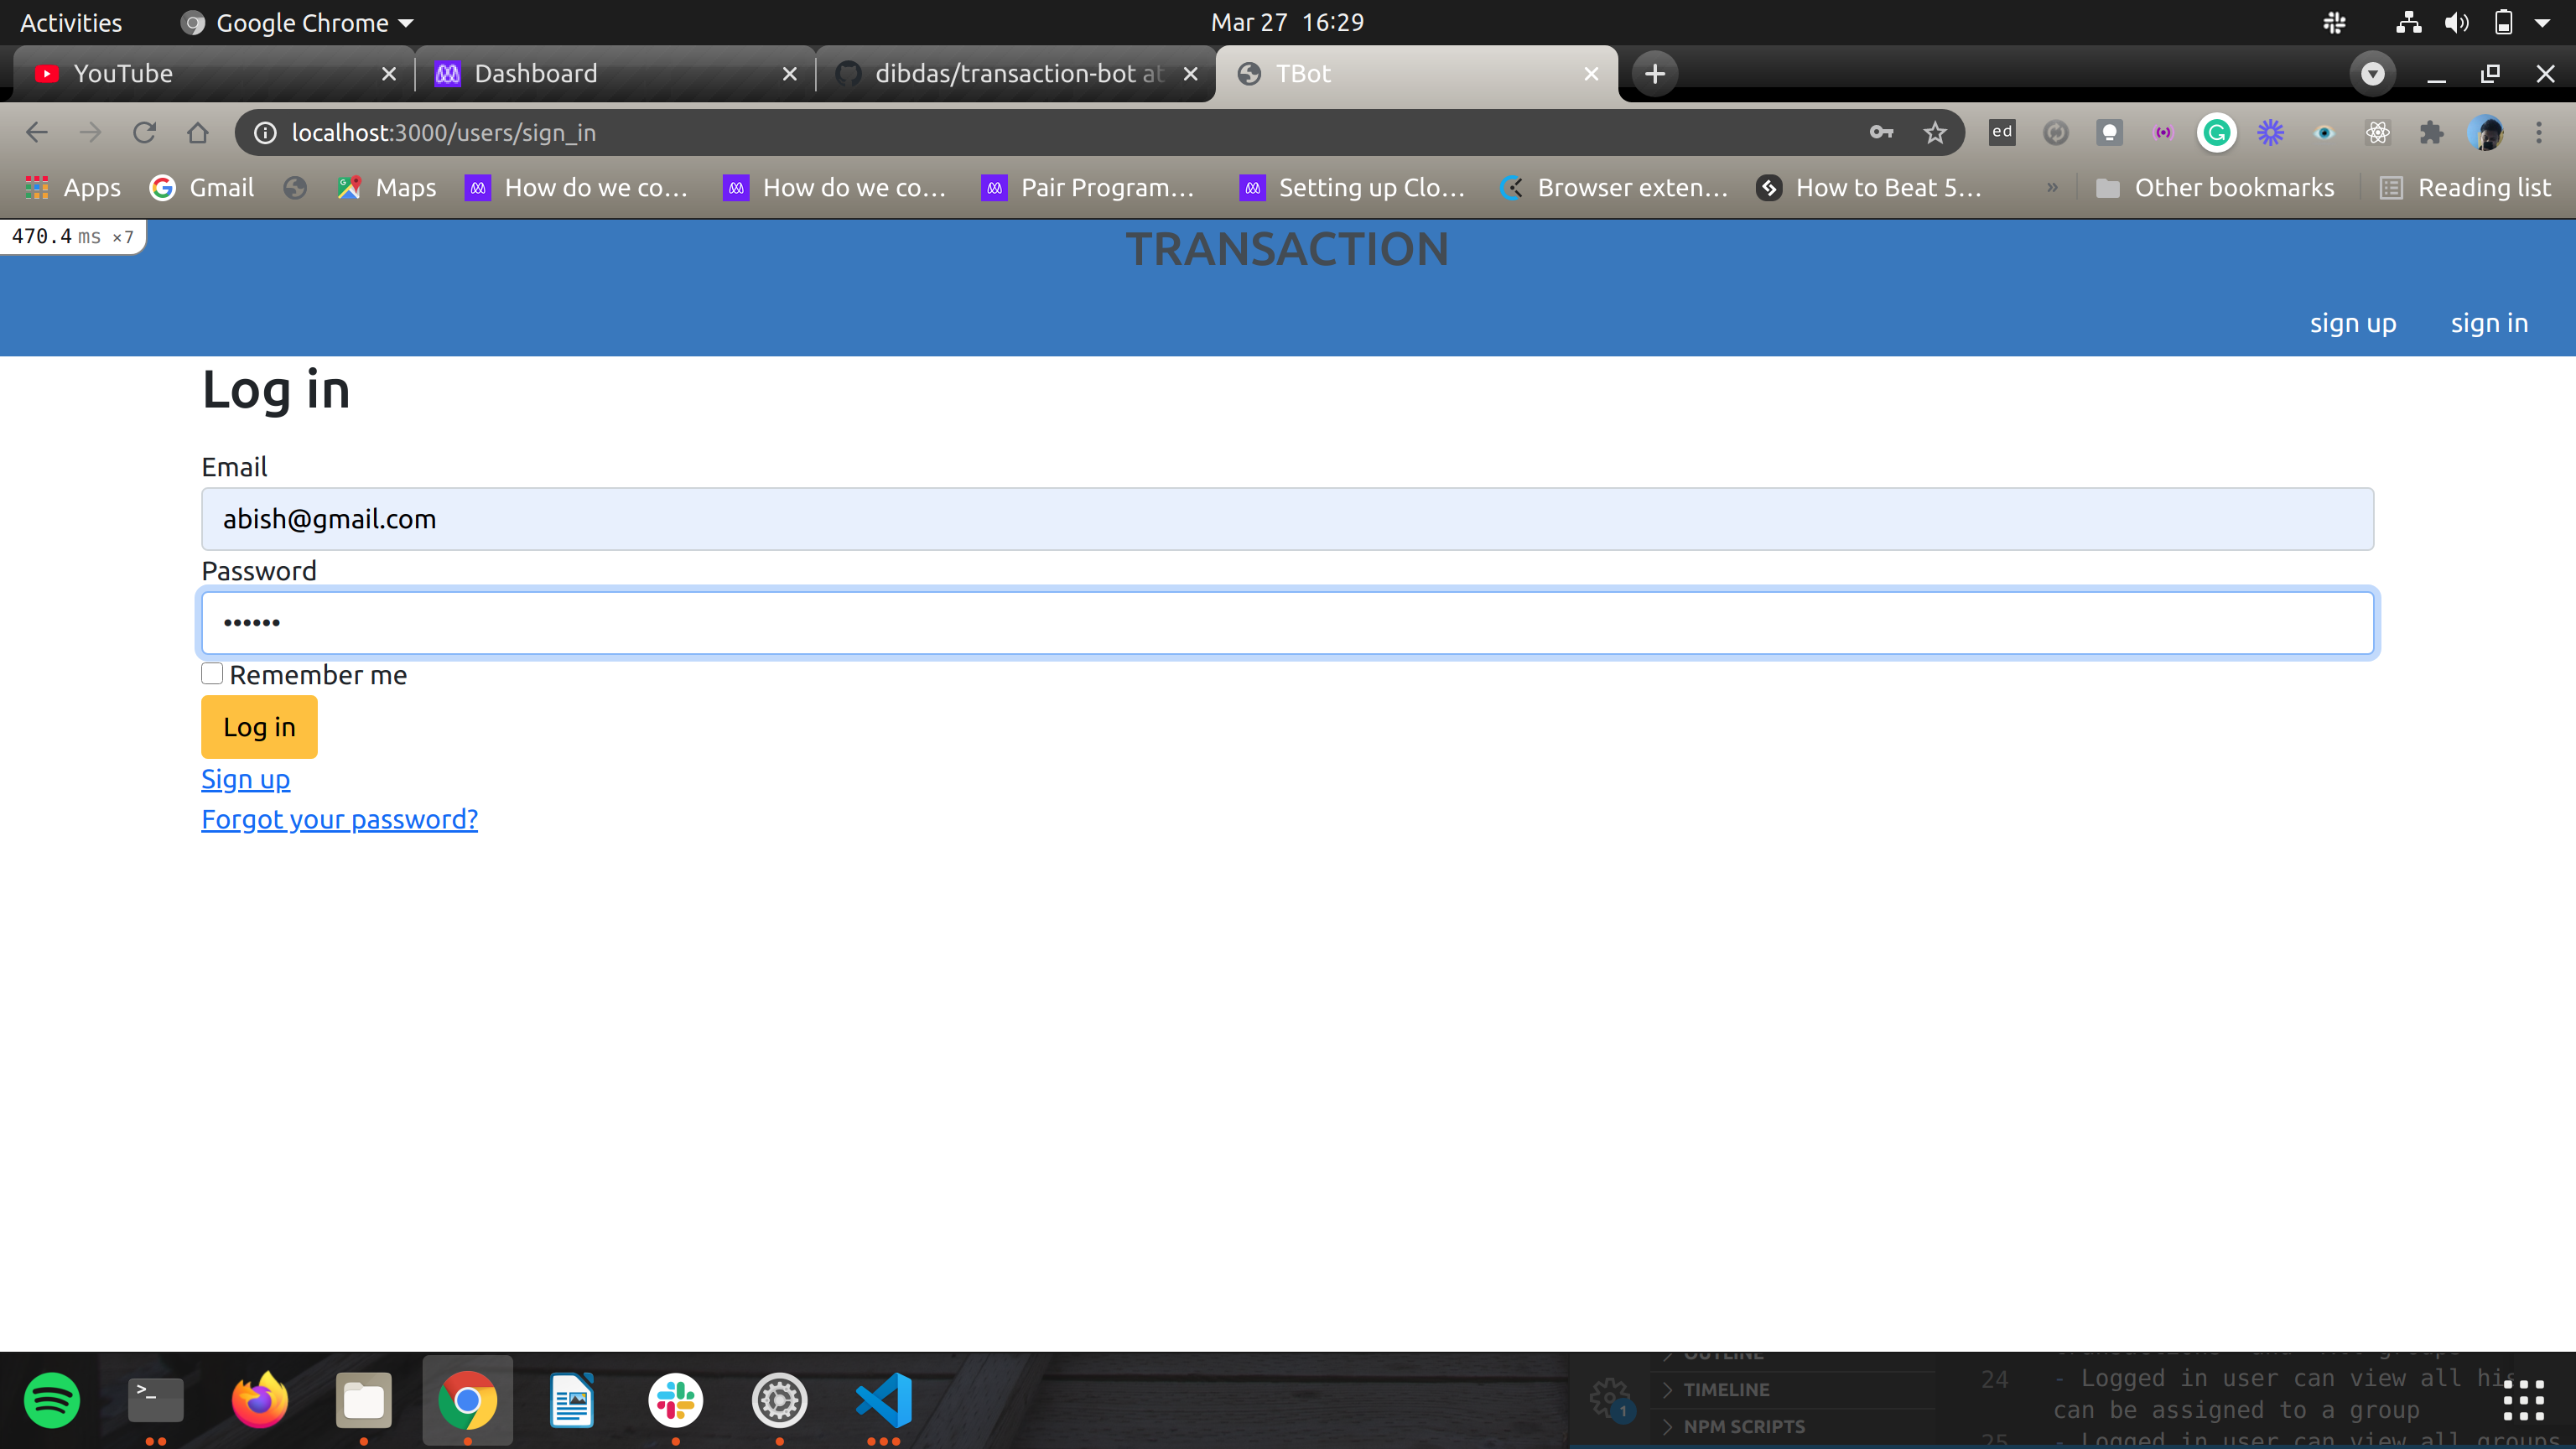 Activities Google Chrome Mar 27 16:29
YouTube Dashboard dibdas/transaction-bot at TBot
localhost:3000/users/sign_in ed
Apps Gmail Maps How do we co… How do we co… Pair Program… Setting up Clo… Browser exten… How to Beat 5… » Other bookmarks Reading list
470.4 ms ×7
TRANSACTION
sign up sign in
Log in
Email
abish@gmail.com
Password
••••••
Remember me
Log in
Sign up
Forgot your password?
OUTLINE
24 - Logged in user can view all his
TIMELINE
can be assigned to a group
1
NPM SCRIPTS
25 - Logged in user can view all groups